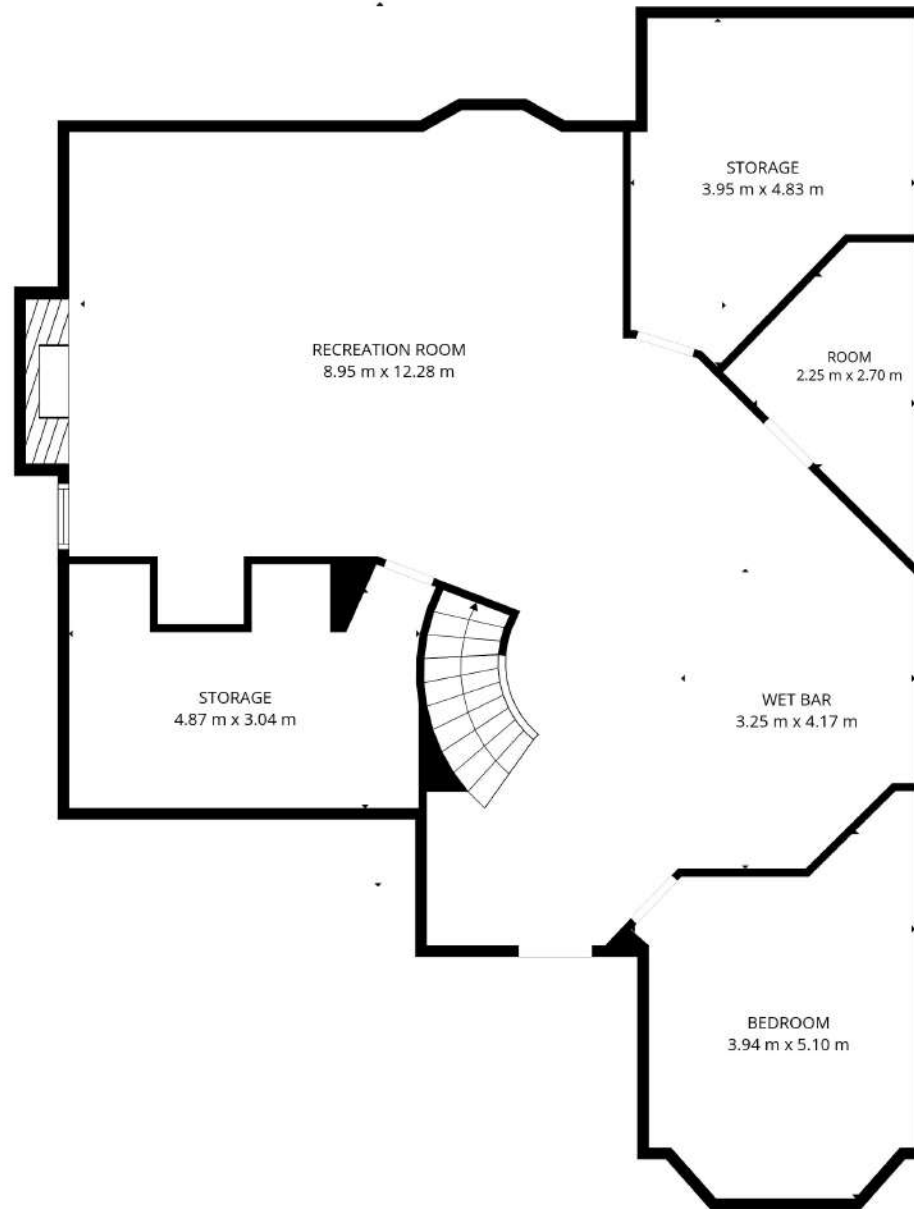 STORAGE
3.95 m x 4.83 m
RECREATION ROOM
8.95 m x 12.28 m
ROOM
2.25 m x 2.70 m
STORAGE
4.87 m x 3.04 m
WET BAR
3.25 m x 4.17 m
BEDROOM
3.94 m x 5.10 m